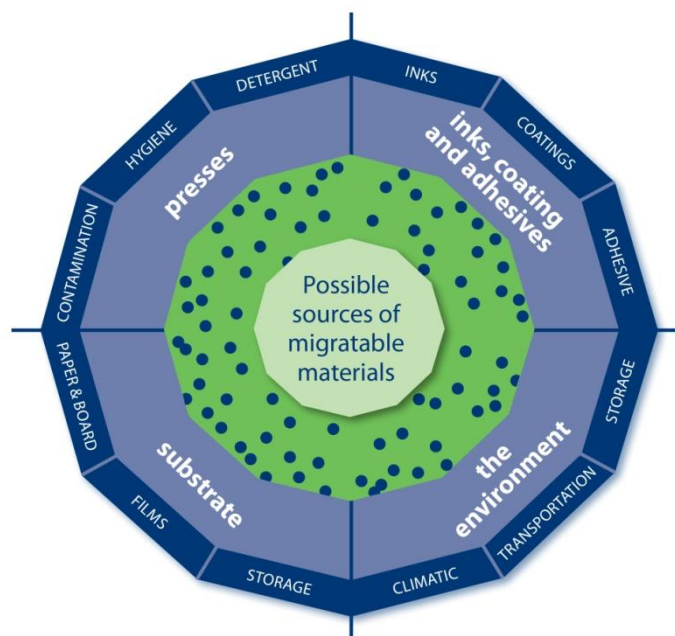 DETERGENT
INKS
HYGIENE
COATINGS
presses
inks, coating
and adhesives
CONTAMINATION
ADHESIVE
Possible
sources of
migratable
materials
PAPER & BOARD
STORAGE
substrate
the
environment
FILMS
TRANSPORTATION
STORAGE
CLIMATIC